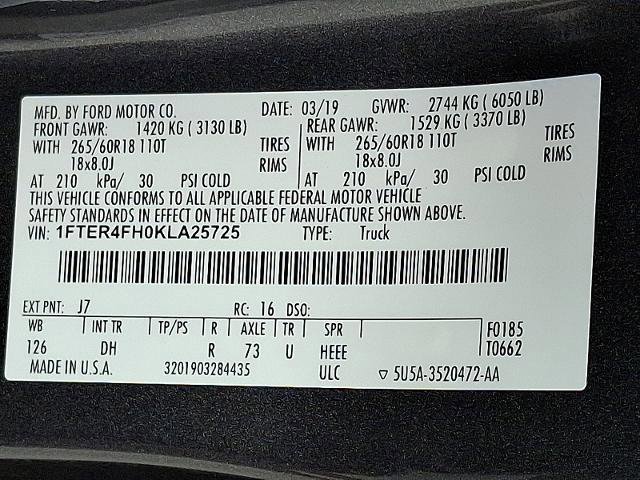 MFD. BY FORD MOTOR CO. DATE: 03/19 GVWR: 2744 KG ( 6050 LB)
FRONT GAWR: 1420 KG ( 3130 LB) REAR GAWR: 1529 KG ( 3370 LB)
WITH 265/60R18 110T TIRES WITH 265/60R18 110T TIRES
18x8.0J RIMS 18x8.0J RIMS
AT 210 kPa/ 30 PSI COLD AT 210 kPa/ 30 PSI COLD
THIS VEHICLE CONFORMS TO ALL APPLICABLE FEDERAL MOTOR VEHICLE
SAFETY STANDARDS IN EFFECT ON THE DATE OF MANUFACTURE SHOWN ABOVE.
VIN: 1FTER4FH0KLA25725 TYPE: Truck
EXT PNT: J7 RC: 16 DSO:
WB INT TR TP/PS R AXLE TR SPR F0185
126 DH R 73 U HEEE T0662
MADE IN U.S.A. 3201903284435 ULC ▽ 5U5A-3520472-AA